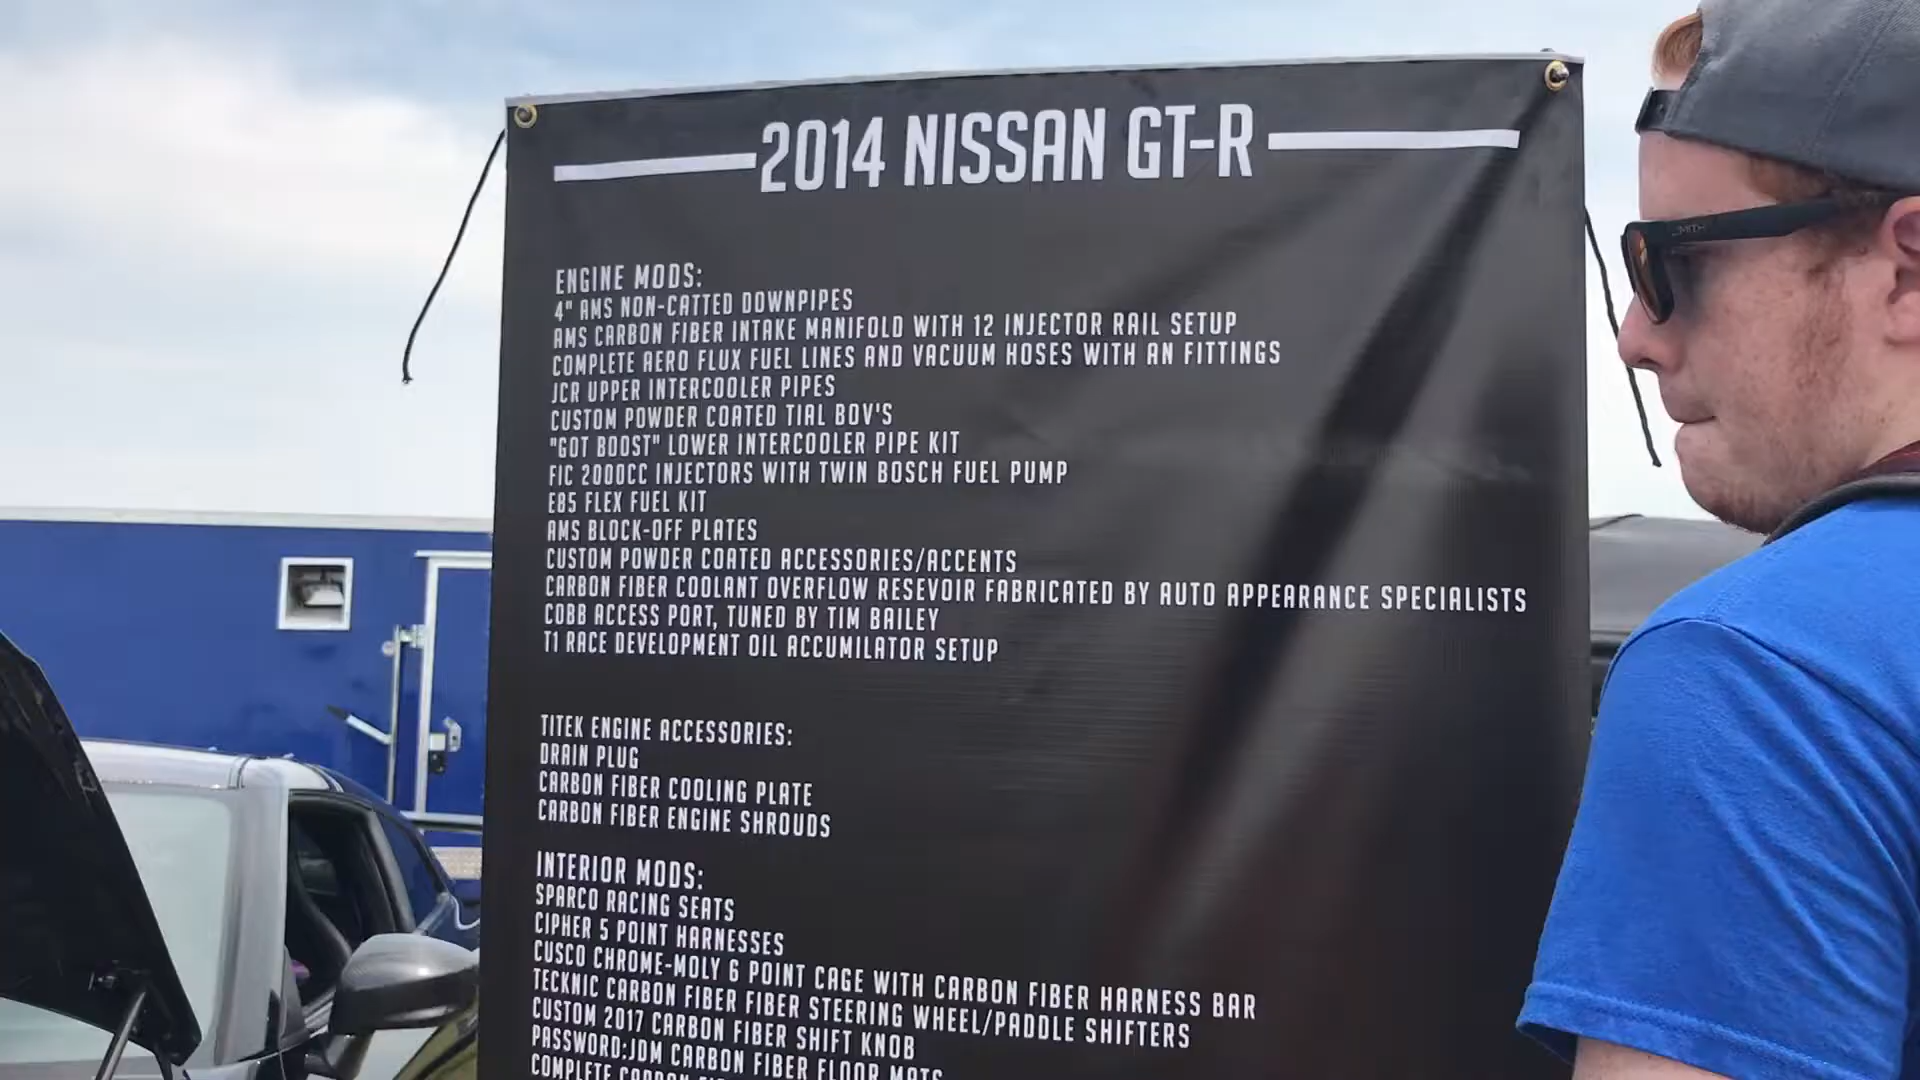 2014 NISSAN GT-R
ENGINE MODS:
4" AMS NON-CATTED DOWNPIPES
AMS CARBON FIBER INTAKE MANIFOLD WITH 12 INJECTOR RAIL SETUP
COMPLETE AERO FLUX FUEL LINES AND VACUUM HOSES WITH AN FITTINGS
JCR UPPER INTERCOOLER PIPES
CUSTOM POWDER COATED TIAL BOV'S
"GOT BOOST" LOWER INTERCOOLER PIPE KIT
FIC 2000CC INJECTORS WITH TWIN BOSCH FUEL PUMP
E85 FLEX FUEL KIT
AMS BLOCK-OFF PLATES
CUSTOM POWDER COATED ACCESSORIES/ACCENTS
CARBON FIBER COOLANT OVERFLOW RESEVOIR FABRICATED BY AUTO APPEARANCE SPECIALISTS
COBB ACCESS PORT, TUNED BY TIM BAILEY
T1 RACE DEVELOPMENT OIL ACCUMILATOR SETUP
TITEK ENGINE ACCESSORIES:
DRAIN PLUG
CARBON FIBER COOLING PLATE
CARBON FIBER ENGINE SHROUDS
INTERIOR MODS:
SPARCO RACING SEATS
CIPHER 5 POINT HARNESSES
CUSCO CHROME-MOLY 6 POINT CAGE WITH CARBON FIBER HARNESS BAR
TECKNIC CARBON FIBER FIBER STEERING WHEEL/PADDLE SHIFTERS
CUSTOM 2017 CARBON FIBER SHIFT KNOB
PASSWORD:JDM CARBON FIBER FLOOR MATS
COMPLETE CARBON
SMITH